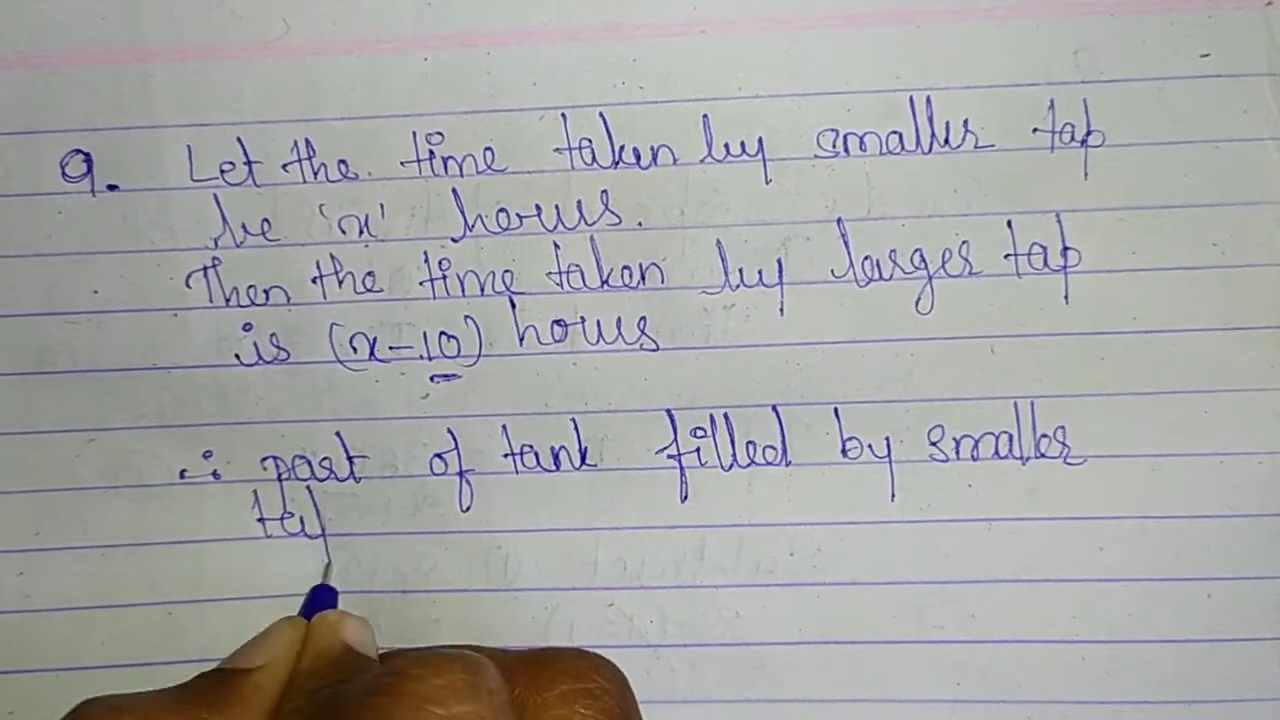 9. Let the time taken by smaller tap
be 'x' hours.
Then the time taken by larger tap
is (x-10) hours
∴ part of tank filled by smaller
tap